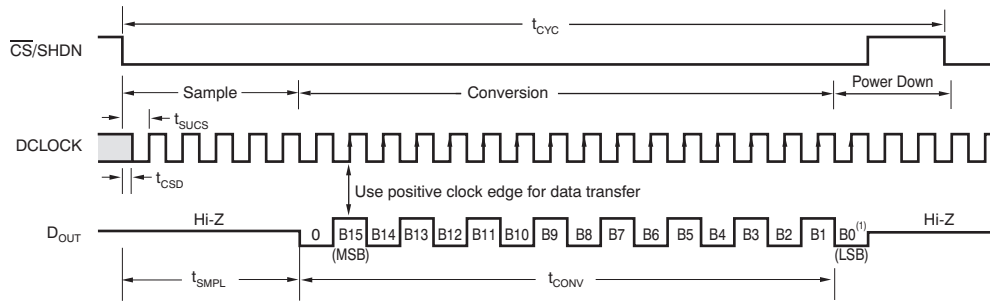 tCYC
CS/SHDN
Sample
Conversion
Power Down
tSUCS
DCLOCK
tCSD
Use positive clock edge for data transfer
Hi-Z
Hi-Z
DOUT
0 B15 B14 B13 B12 B11 B10 B9 B8 B7 B6 B5 B4 B3 B2 B1 B0(1)
(MSB)
(LSB)
tSMPL
tCONV